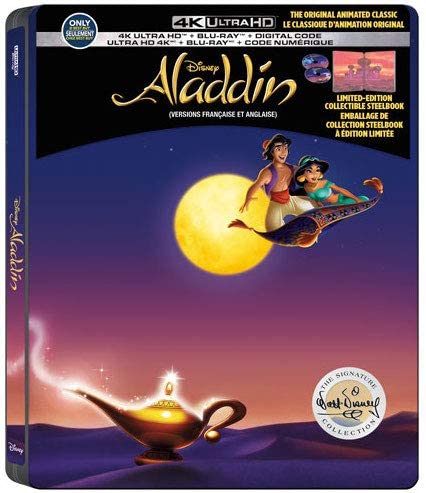 ONLY
SEULEMENT
4K ULTRA HD
4K ULTRA HD™ + BLU-RAY™ + DIGITAL CODE
ULTRA HD 4K™ + BLU-RAY™ + CODE NUMÉRIQUE
THE ORIGINAL ANIMATED CLASSIC
LE CLASSIQUE D'ANIMATION ORIGINAL
Disney
Aladdin
(VERSIONS FRANÇAISE ET ANGLAISE)
LIMITED-EDITION
COLLECTIBLE STEELBOOK
EMBALLAGE DE
COLLECTION STEELBOOK
À ÉDITION LIMITÉE
Disney
Aladdin
THE SIGNATURE
Walt Disney
COLLECTION
Disney